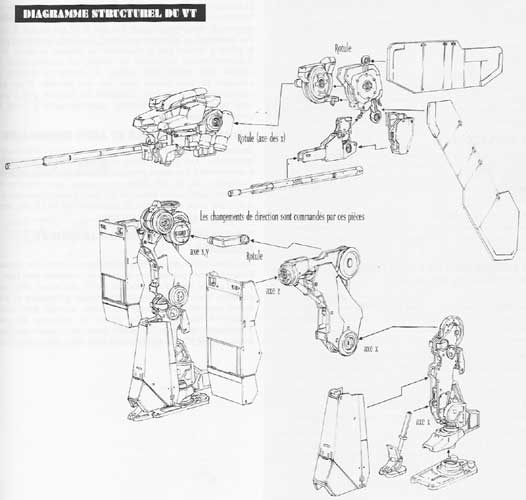 DIAGRAMME STRUCTUREL DU VT
Rotule
Rotule (axe des x)
Les changements de direction sont commandés par ces pièces
axe x,y
Rotule
axe z
axe x
axe x